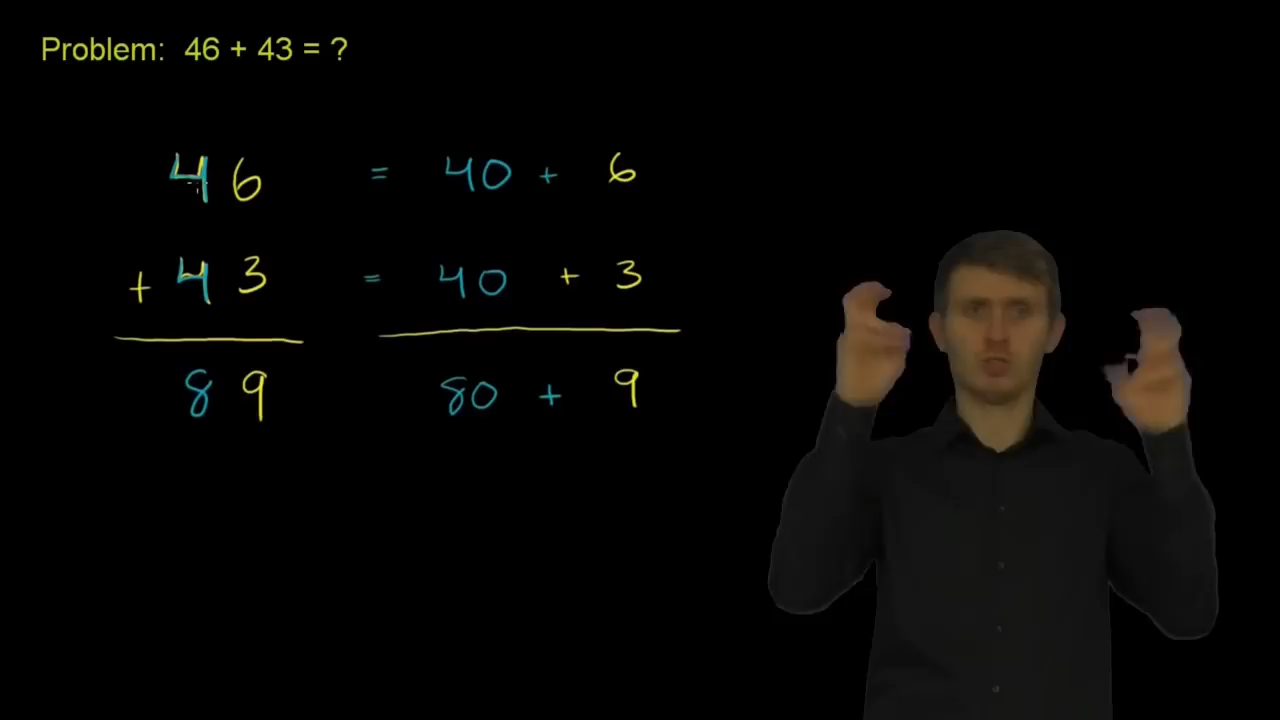 Problem: 46 + 43 = ?
46 = 40 + 6
+ 43 = 40 + 3
89 80 + 9